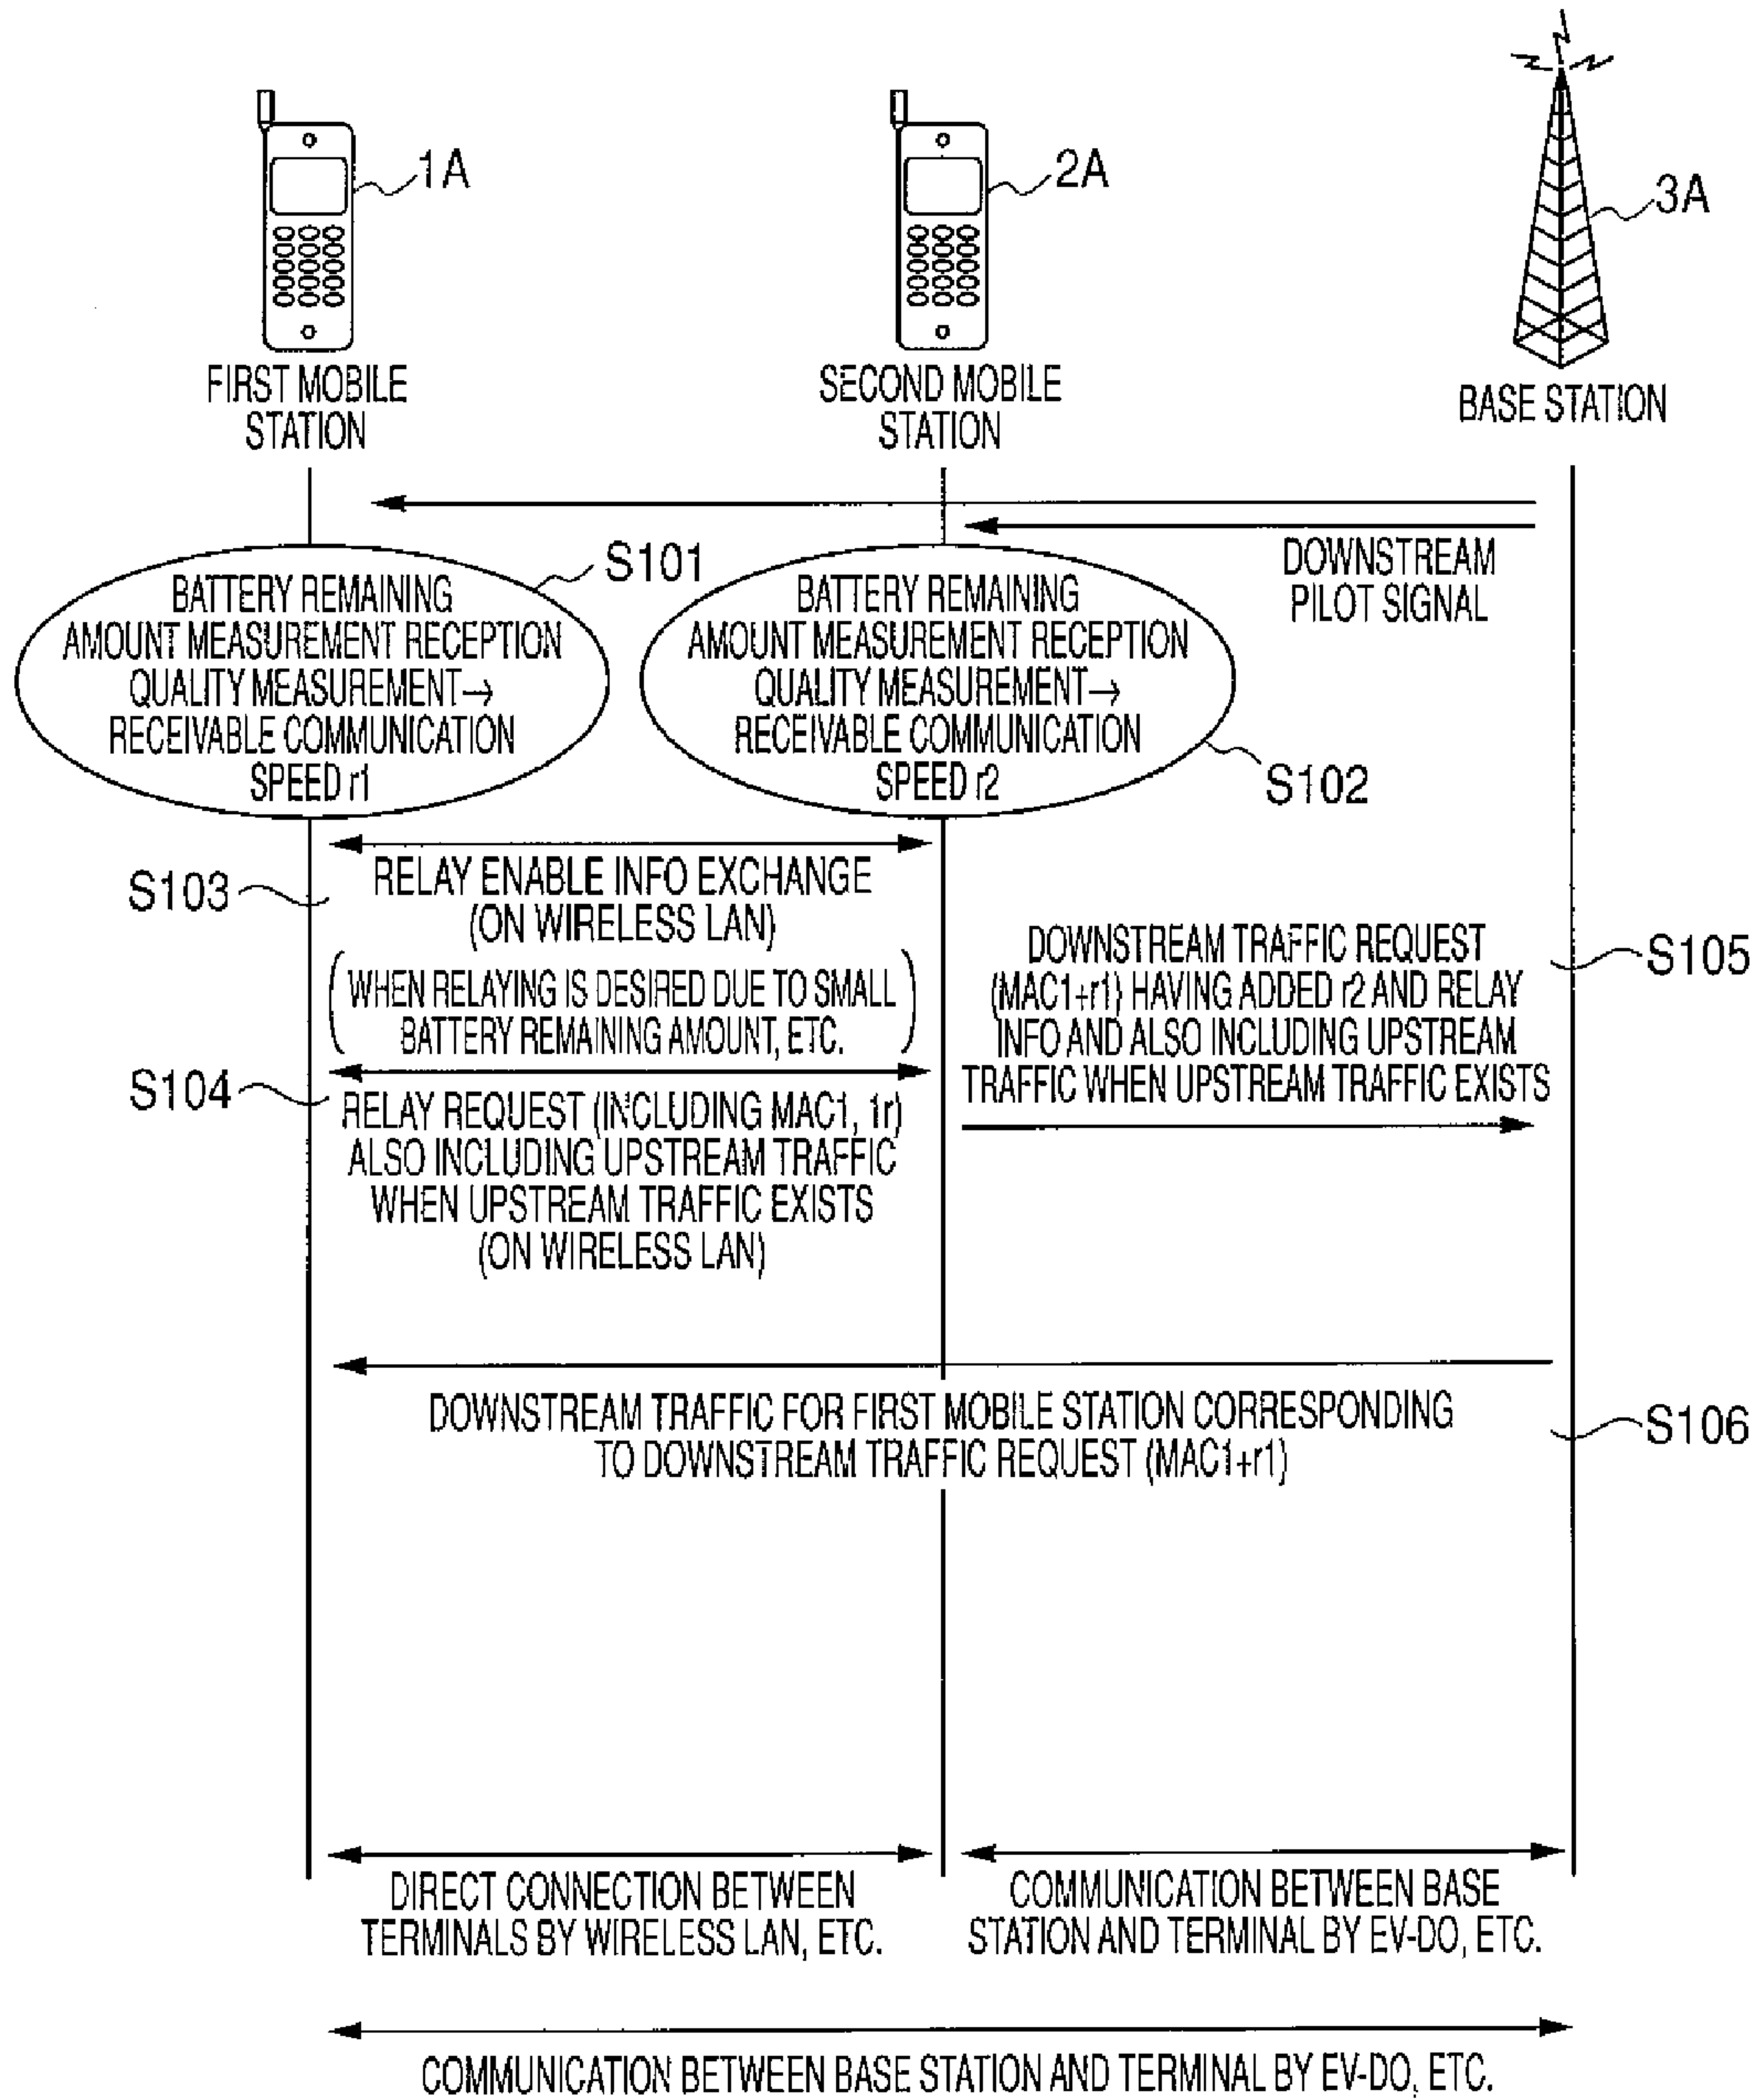 1A
2A
3A
FIRST MOBILE
STATION
SECOND MOBILE
STATION
BASE STATION
DOWNSTREAM
PILOT SIGNAL
S101
BATTERY REMAINING
AMOUNT MEASUREMENT RECEPTION
QUALITY MEASUREMENT→
RECEIVABLE COMMUNICATION
SPEED r1
BATTERY REMAINING
AMOUNT MEASUREMENT RECEPTION
QUALITY MEASUREMENT→
RECEIVABLE COMMUNICATION
SPEED r2
S102
S103
RELAY ENABLE INFO EXCHANGE
(ON WIRELESS LAN)
(WHEN RELAYING IS DESIRED DUE TO SMALL
BATTERY REMAINING AMOUNT, ETC.)
S104
RELAY REQUEST (INCLUDING MAC1, 1r)
ALSO INCLUDING UPSTREAM TRAFFIC
WHEN UPSTREAM TRAFFIC EXISTS
(ON WIRELESS LAN)
DOWNSTREAM TRAFFIC REQUEST
(MAC1+r1) HAVING ADDED r2 AND RELAY
INFO AND ALSO INCLUDING UPSTREAM
TRAFFIC WHEN UPSTREAM TRAFFIC EXISTS
S105
DOWNSTREAM TRAFFIC FOR FIRST MOBILE STATION CORRESPONDING
TO DOWNSTREAM TRAFFIC REQUEST (MAC1+r1)
S106
DIRECT CONNECTION BETWEEN
TERMINALS BY WIRELESS LAN, ETC.
COMMUNICATION BETWEEN BASE
STATION AND TERMINAL BY EV-DO, ETC.
COMMUNICATION BETWEEN BASE STATION AND TERMINAL BY EV-DO, ETC.